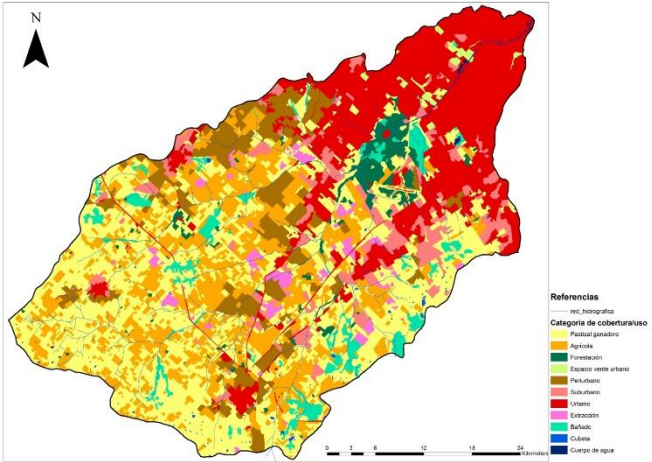 N
Referencias
red_hidrografica
Categoría de cobertura/uso
Pastizal ganadero
Agrícola
Forestación
Espacio verde urbano
Periurbano
Suburbano
Urbano
Extracción
Bañado
Cubeta
Cuerpo de agua
0 3 6 12 18 24
Kilometers